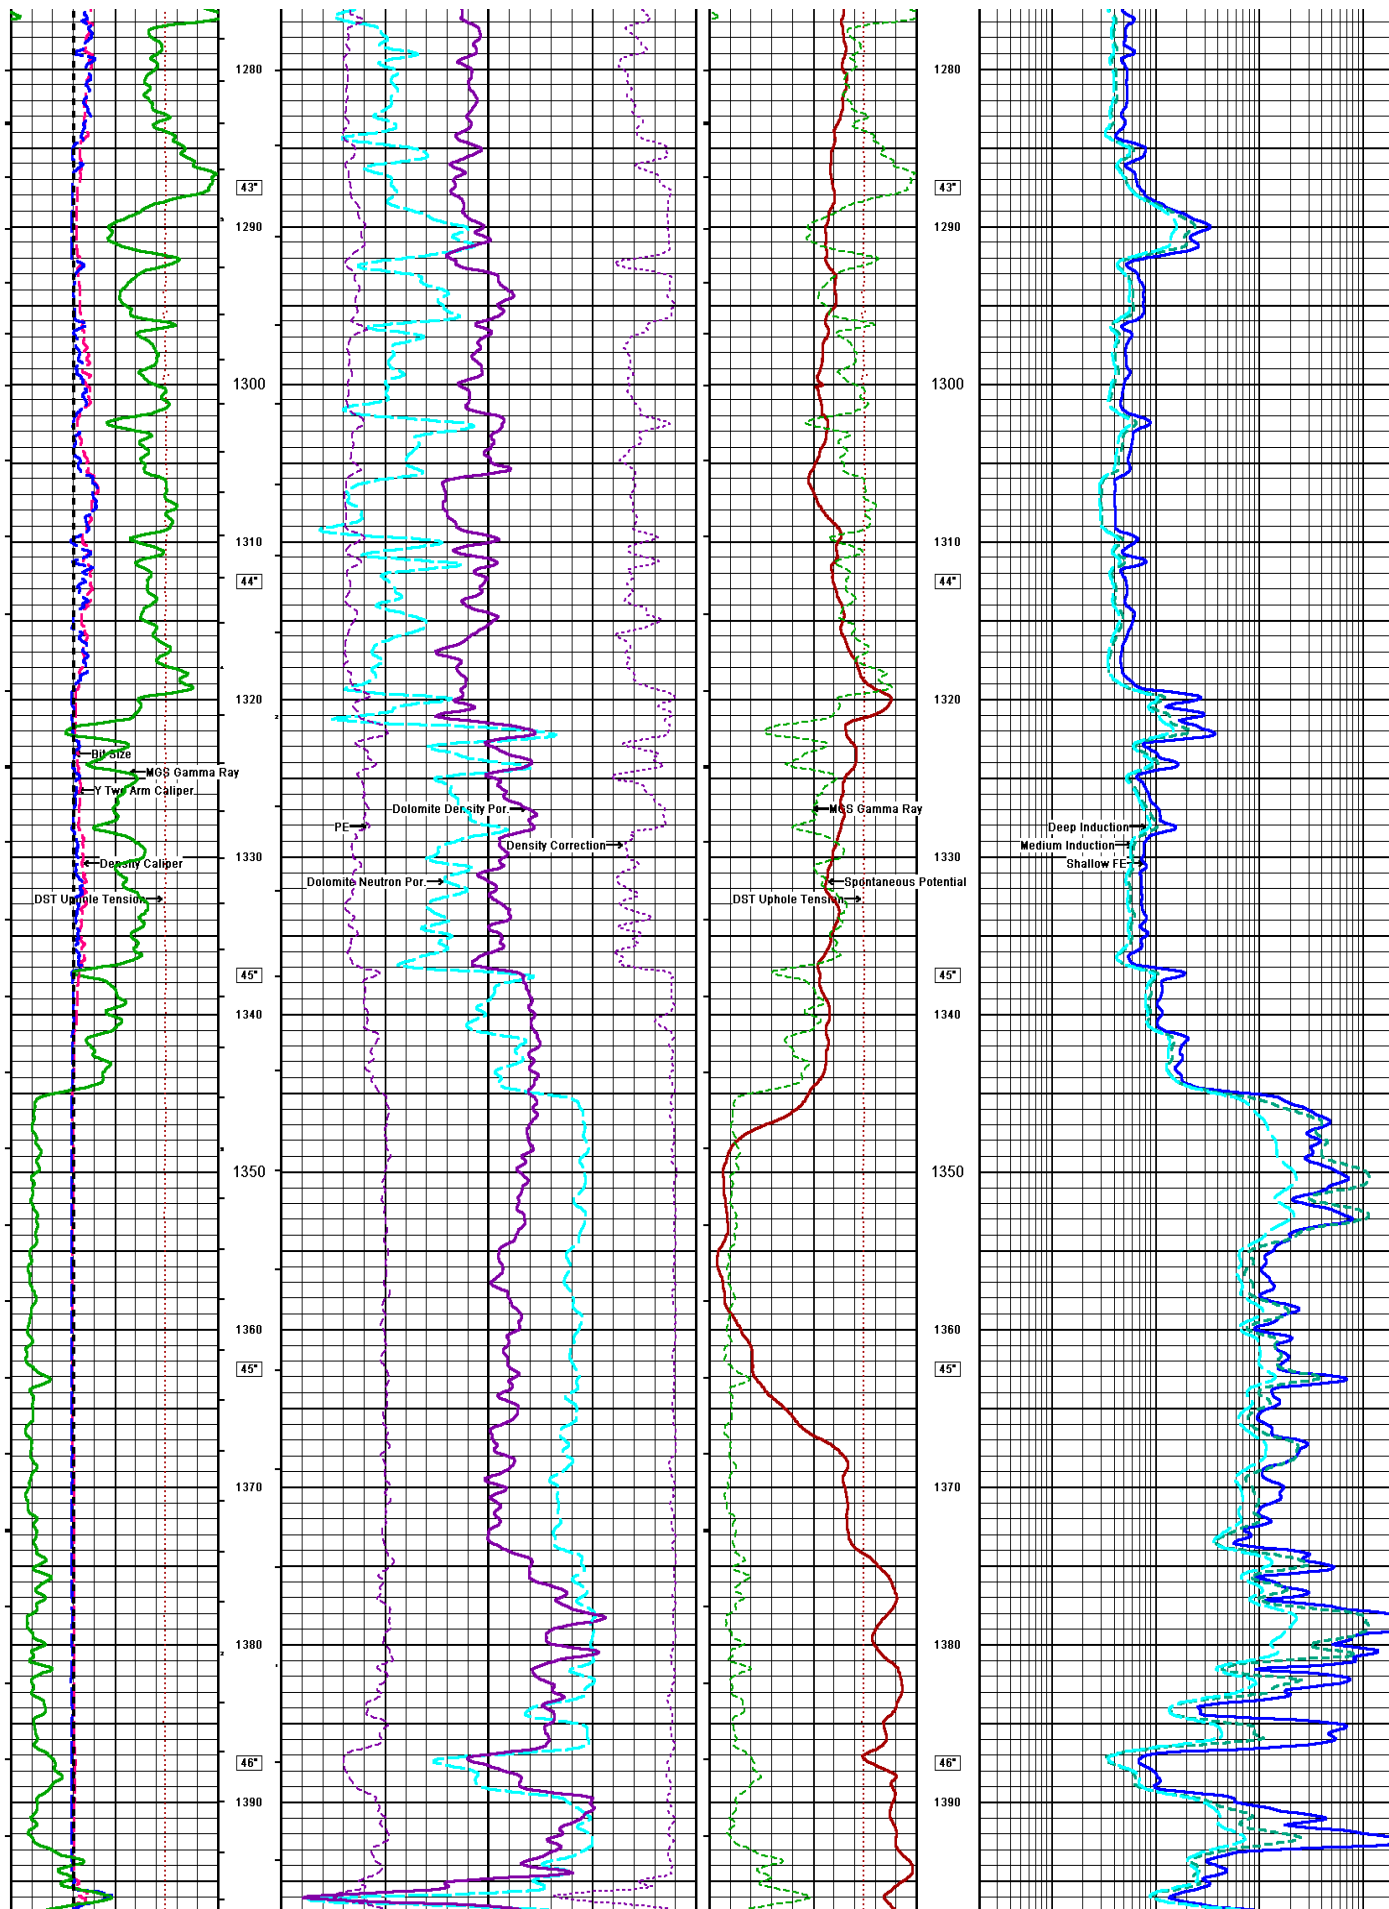 1280 1280
43" 43"
1290 1290
1300 1300
1310 1310
44" 44"
1320 1320
Bit Size
MGS Gamma Ray
Y Two Arm Caliper
Dolomite Density Por. MGS Gamma Ray
PE Deep Induction
Density Correction Medium Induction
1330 1330
Density Caliper Shallow FE
Dolomite Neutron Por. Spontaneous Potential
DST Uphole Tension DST Uphole Tension
45" 45"
1340 1340
1350 1350
1360 1360
45" 45"
1370 1370
1380 1380
46" 46"
1390 1390